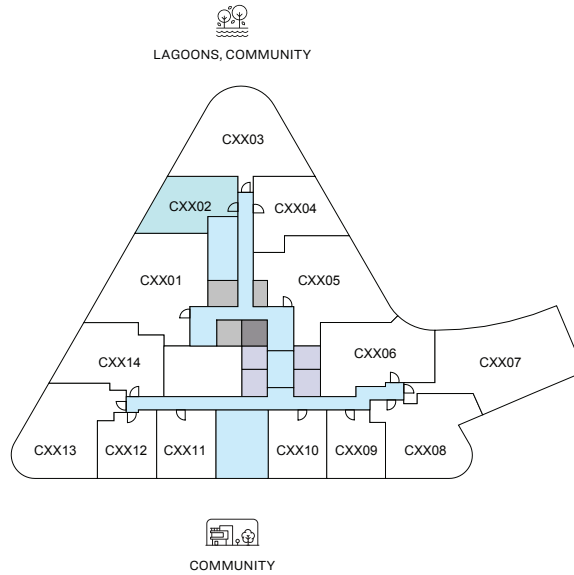 LAGOONS, COMMUNITY
CXX03
CXX02
CXX04
CXX01
CXX05
CXX14
CXX06
CXX07
CXX13
CXX12
CXX11
CXX10
CXX09
CXX08
COMMUNITY